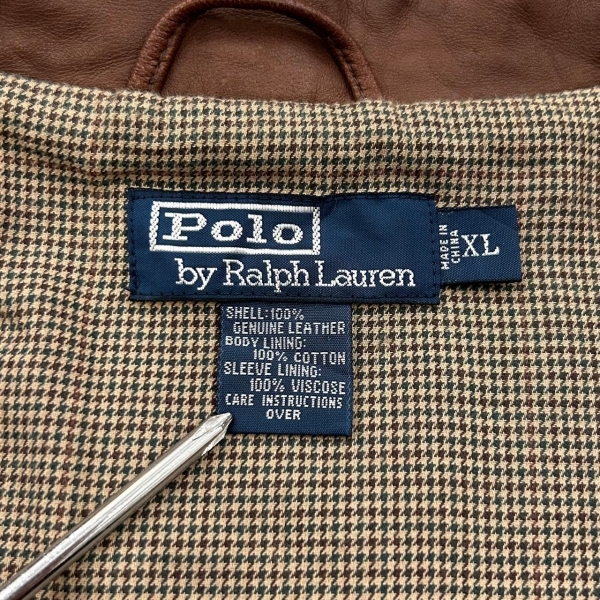 Polo
by Ralph Lauren
MADE IN
CHINA
XL
SHELL:100%
GENUINE LEATHER
BODY LINING:
100% COTTON
SLEEVE LINING:
100% VISCOSE
CARE INSTRUCTIONS
OVER